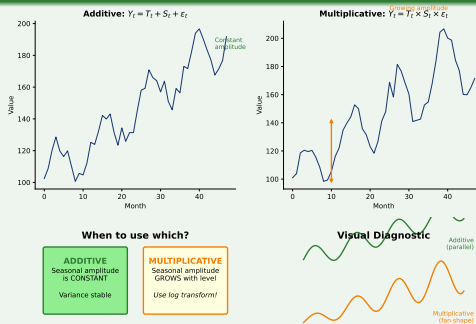 Additive: Yt = Tt + St + εt
200
180
160
140
120
100
Value
0
10
20
30
40
Month
Constant
amplitude
Growing amplitude
Multiplicative: Yt = Tt × St × εt
200
180
160
140
120
100
Value
0
10
20
30
40
Month
When to use which?
ADDITIVE
Seasonal amplitude
is CONSTANT
Variance stable
MULTIPLICATIVE
Seasonal amplitude
GROWS with level
Use log transform!
Visual Diagnostic
Additive
(parallel)
Multiplicative
(fan shape)